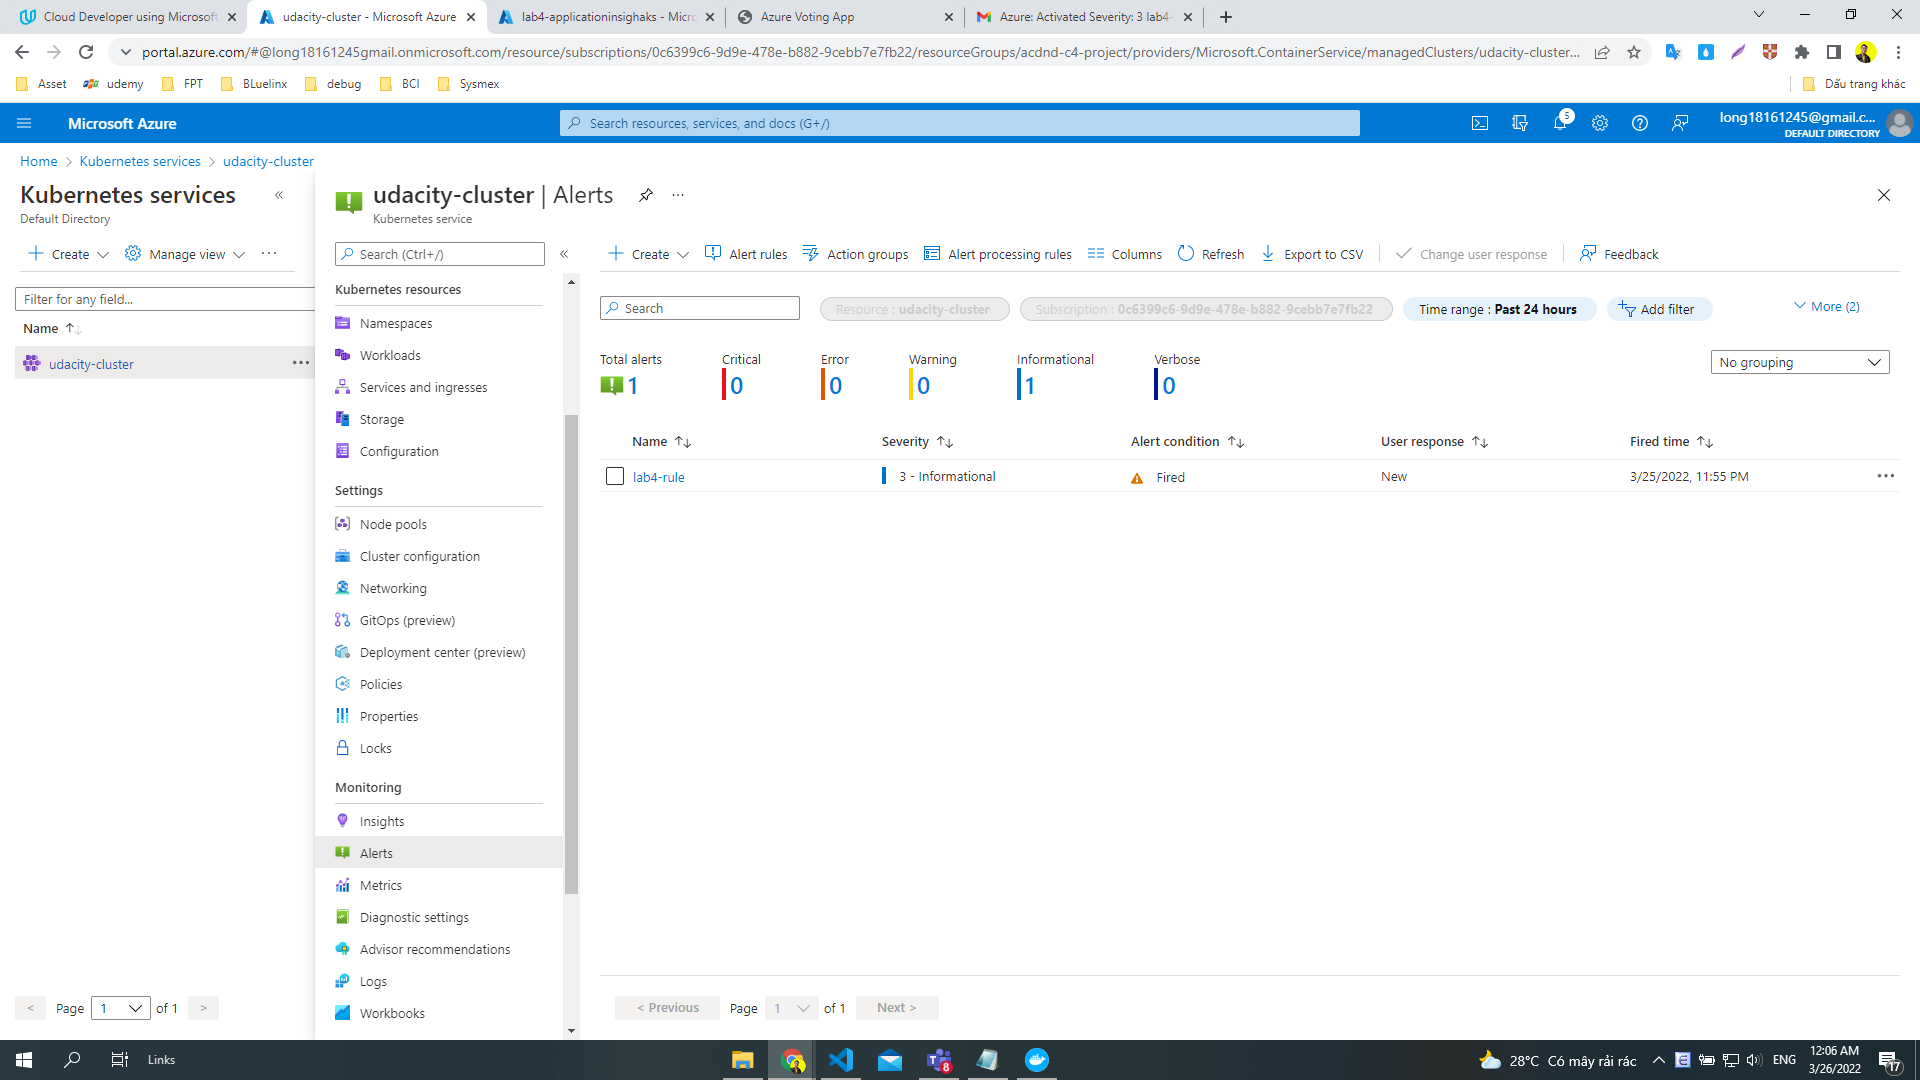 Cloud Developer using Microsoft
udacity-cluster - Microsoft Azure
lab4-applicationinsighaks - Micro
Azure Voting App
Azure: Activated Severity: 3 lab4-
portal.azure.com/#@long18161245gmail.onmicrosoft.com/resource/subscriptions/0c6399c6-9d9e-478e-b882-9cebb7e7fb22/resourceGroups/acdnd-c4-project/providers/Microsoft.ContainerService/managedClusters/udacity-cluster...
Asset
udemy
FPT
BLuelinx
debug
BCI
Sysmex
Dấu trang khác
Microsoft Azure
Search resources, services, and docs (G+/)
5
long18161245@gmail.c...
DEFAULT DIRECTORY
Home > Kubernetes services > udacity-cluster
Kubernetes services
Default Directory
Create
Manage view
Filter for any field...
Name
udacity-cluster
< Page 1 of 1 >
udacity-cluster | Alerts
Kubernetes service
Search (Ctrl+/)
Kubernetes resources
Namespaces
Workloads
Services and ingresses
Storage
Configuration
Settings
Node pools
Cluster configuration
Networking
GitOps (preview)
Deployment center (preview)
Policies
Properties
Locks
Monitoring
Insights
Alerts
Metrics
Diagnostic settings
Advisor recommendations
Logs
Workbooks
Create
Alert rules
Action groups
Alert processing rules
Columns
Refresh
Export to CSV
Change user response
Feedback
Search
Resource : udacity-cluster
Subscription : 0c6399c6-9d9e-478e-b882-9cebb7e7fb22
Time range : Past 24 hours
Add filter
More (2)
Total alerts
1
Critical
0
Error
0
Warning
0
Informational
1
Verbose
0
No grouping
Name
Severity
Alert condition
User response
Fired time
lab4-rule
3 - Informational
Fired
New
3/25/2022, 11:55 PM
< Previous
Page 1 of 1
Next >
Links
8
28°C Có mây rải rác
ENG
12:06 AM
3/26/2022
17